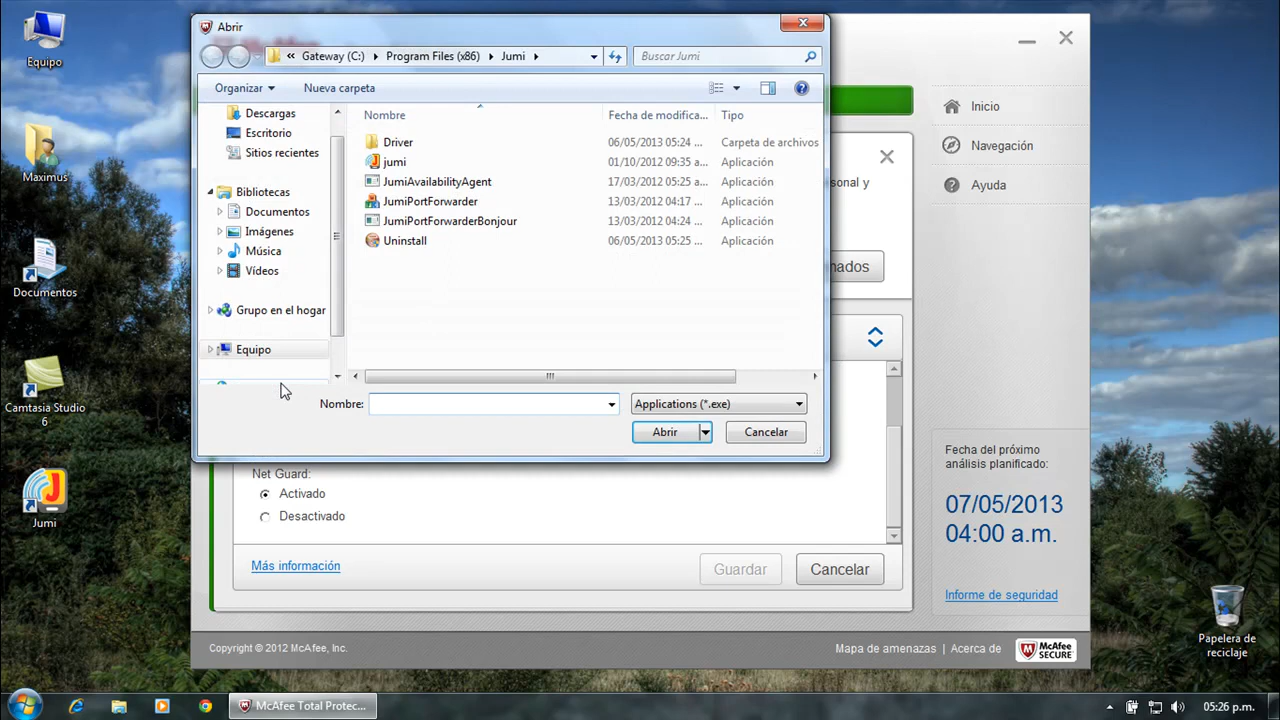 Equipo
Maximus
Documentos
Camtasia Studio
6
Jumi
Abrir
« Gateway (C:) Program Files (x86) Jumi
Buscar Jumi
Organizar
Nueva carpeta
Descargas
Escritorio
Sitios recientes
Bibliotecas
Documentos
Imágenes
Música
Vídeos
Grupo en el hogar
Equipo
Nombre Fecha de modifica... Tipo
Driver 06/05/2013 05:24 ... Carpeta de archivos
jumi 01/10/2012 09:35 a... Aplicación
JumiAvailabilityAgent 17/03/2012 05:25 a... Aplicación
JumiPortForwarder 13/03/2012 04:17 ... Aplicación
JumiPortForwarderBonjour 13/03/2012 04:24 ... Aplicación
Uninstall 06/05/2013 05:25 ... Aplicación
Nombre:
Applications (*.exe)
Abrir
Cancelar
sonal y
Inicio
Navegación
Ayuda
Net Guard:
Activado
Desactivado
Más información
Guardar
Cancelar
Fecha del próximo
análisis planificado:
07/05/2013
04:00 a.m.
Informe de seguridad
Copyright © 2012 McAfee, Inc.
Mapa de amenazas | Acerca de
McAfee
SECURE
Papelera de
reciclaje
McAfee Total Protec...
05:26 p.m.